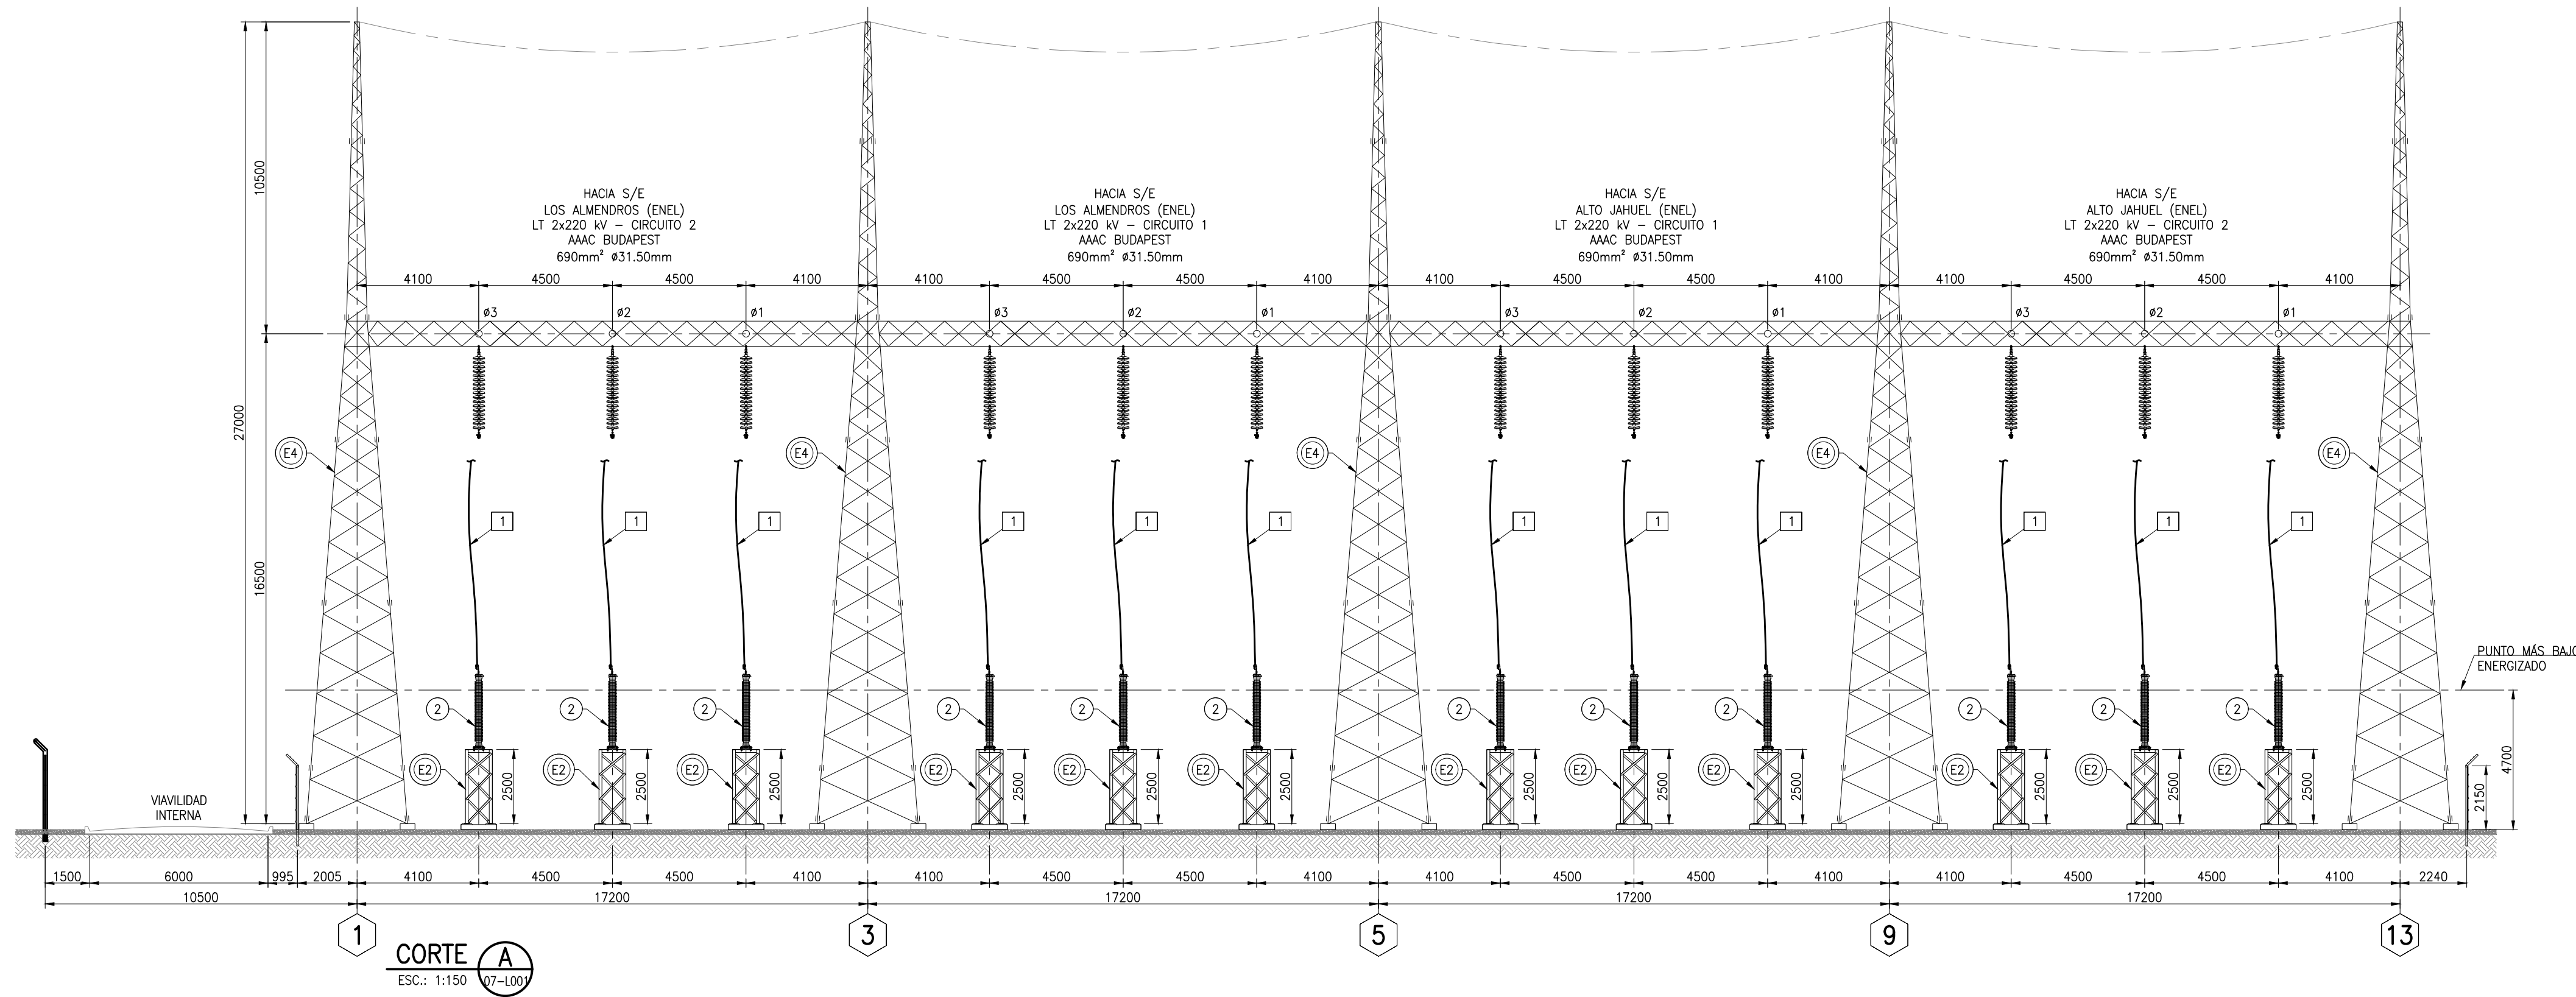 HACIA S/E
LOS ALMENDROS (ENEL)
LT 2x220 kV – CIRCUITO 2
AAAC BUDAPEST
690mm² ø31.50mm
HACIA S/E
LOS ALMENDROS (ENEL)
LT 2x220 kV – CIRCUITO 1
AAAC BUDAPEST
690mm² ø31.50mm
HACIA S/E
ALTO JAHUEL (ENEL)
LT 2x220 kV – CIRCUITO 1
AAAC BUDAPEST
690mm² ø31.50mm
HACIA S/E
ALTO JAHUEL (ENEL)
LT 2x220 kV – CIRCUITO 2
AAAC BUDAPEST
690mm² ø31.50mm
27000
10500
16500
4100 4500 4500 4100 4100 4500 4500 4100 4100 4500 4500 4100 4100 4500 4500 4100
ø3 ø2 ø1 ø3 ø2 ø1 ø3 ø2 ø1 ø3 ø2 ø1
E4 E4 E4 E4 E4
1 1 1 1 1 1 1 1 1 1 1 1
PUNTO MÁS BAJO
ENERGIZADO
2 2 2 2 2 2 2 2 2 2 2 2
E2 E2 E2 E2 E2 E2 E2 E2 E2 E2 E2 E2
2500 2500 2500 2500 2500 2500 2500 2500 2500 2500 2500 2500
2150
4700
VIAVILIDAD
INTERNA
1500 6000 995 2005 4100 4500 4500 4100 4100 4500 4500 4100 4100 4500 4500 4100 4100 4500 4500 4100 2240
10500 17200 17200 17200 17200
1 3 5 9 13
CORTE A
ESC.: 1:150 07-L001